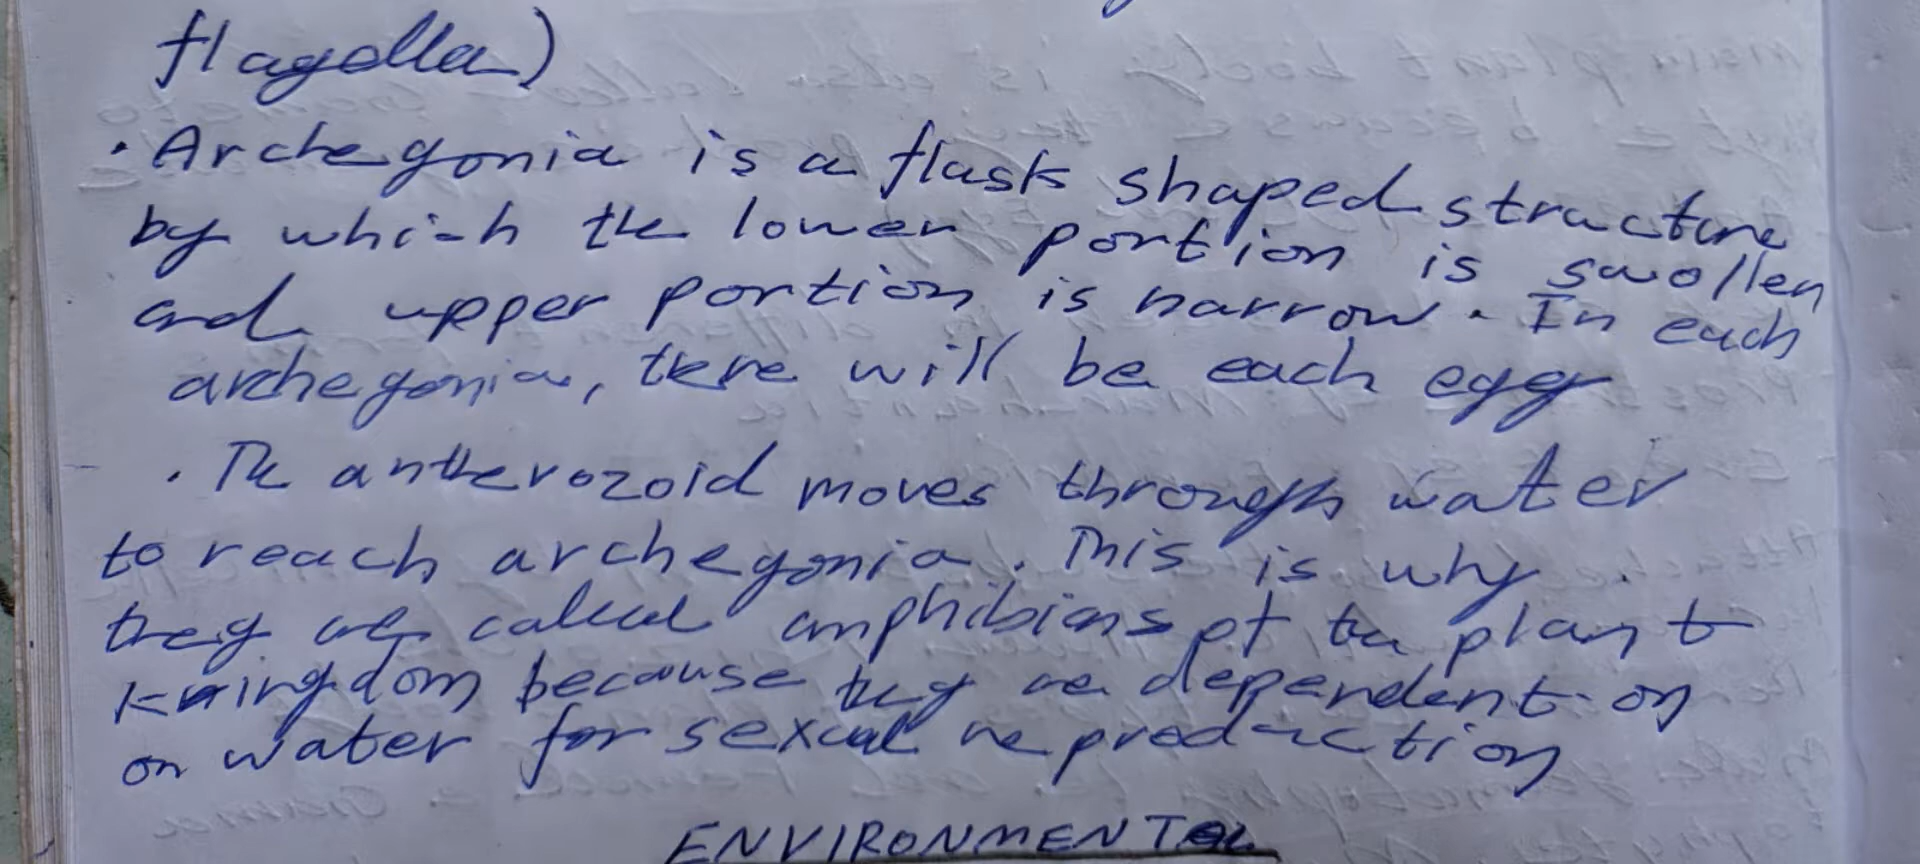 flagella)
. Archegonia is a flask shaped structure
by which the lower portion is swollen
and upper portion is narrow. In each
archegonia, there will be each egg
. The antherozoid moves through water
to reach archegonia. This is why
they are called amphibians of the plant
kingdom because they are dependent on
on water for sexual reproduction
ENVIRONMENTAL